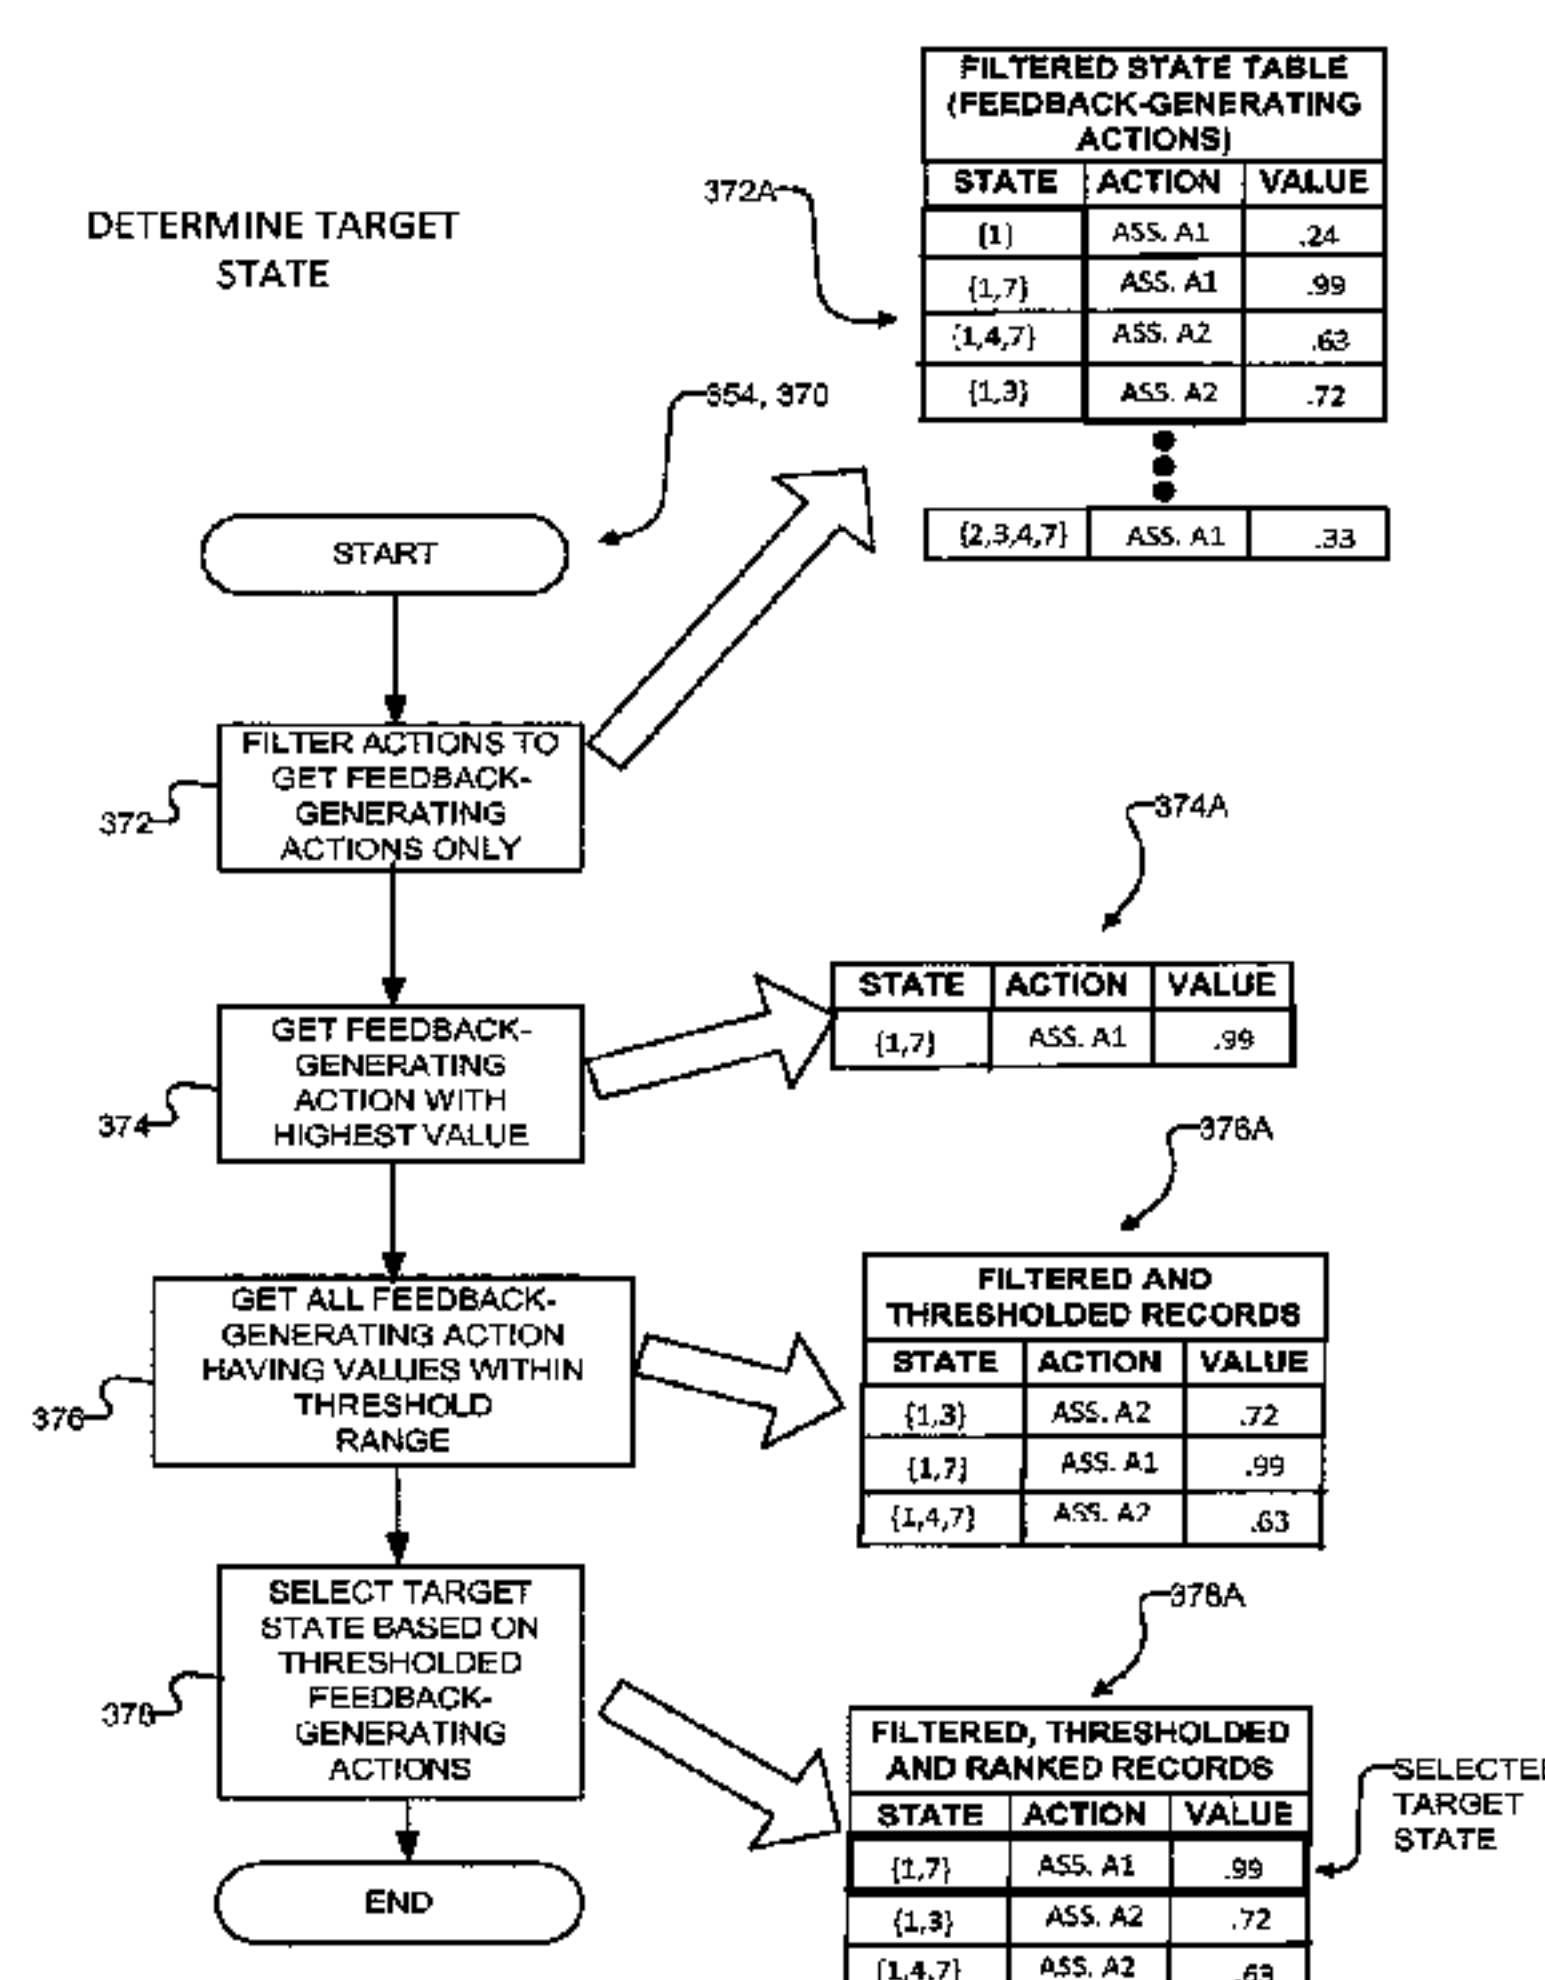 DETERMINE TARGET
STATE
354, 370
START
FILTER ACTIONS TO
GET FEEDBACK-
GENERATING
ACTIONS ONLY
372
GET FEEDBACK-
GENERATING
ACTION WITH
HIGHEST VALUE
374
GET ALL FEEDBACK-
GENERATING ACTION
HAVING VALUES WITHIN
THRESHOLD
RANGE
376
SELECT TARGET
STATE BASED ON
THRESHOLDED
FEEDBACK-
GENERATING
ACTIONS
378
END
372A
FILTERED STATE TABLE
(FEEDBACK-GENERATING
ACTIONS)
STATE ACTION VALUE
{1} ASS. A1 .24
{1,7} ASS. A1 .99
{1,4,7} ASS. A2 .63
{1,3} ASS. A2 .72
{2,3,4,7} ASS. A1 .33
374A
STATE ACTION VALUE
{1,7} ASS. A1 .99
376A
FILTERED AND
THRESHOLDED RECORDS
STATE ACTION VALUE
{1,3} ASS. A2 .72
{1,7} ASS. A1 .99
{1,4,7} ASS. A2 .63
378A
FILTERED, THRESHOLDED
AND RANKED RECORDS
STATE ACTION VALUE
{1,7} ASS. A1 .99
{1,3} ASS. A2 .72
{1,4,7} ASS. A2 .63
SELECTED
TARGET
STATE